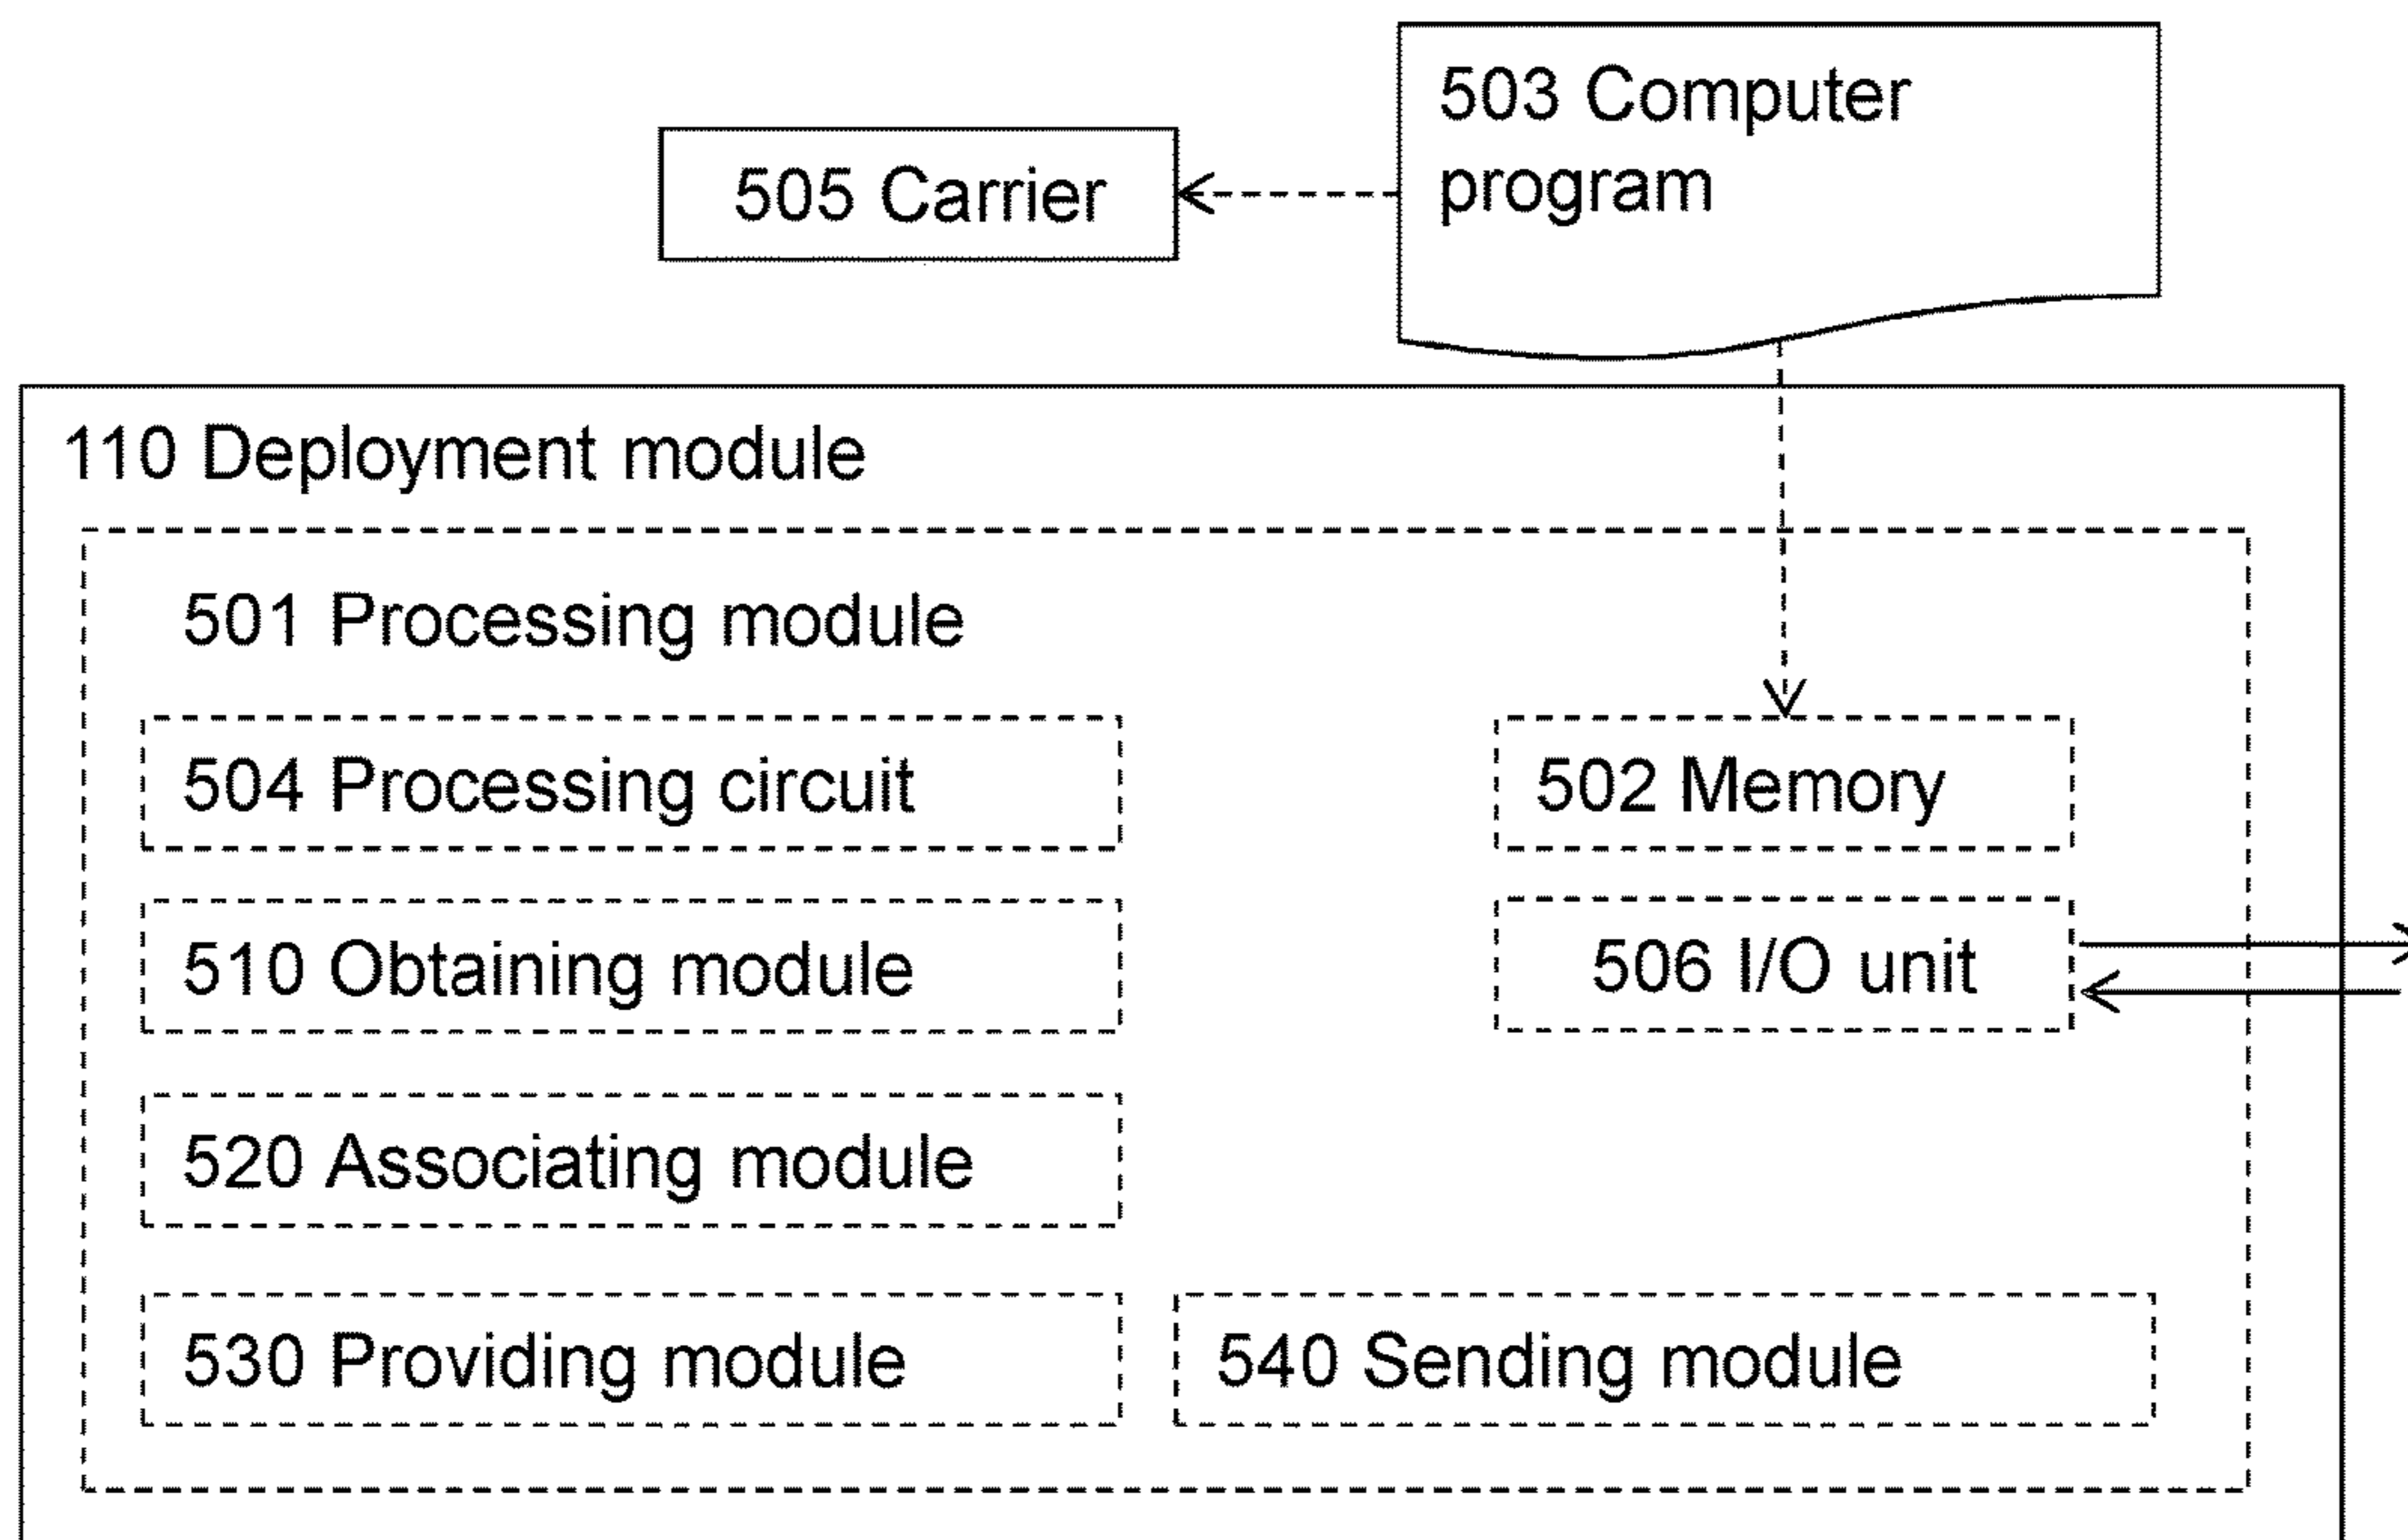 503 Computer
program
505 Carrier
110 Deployment module
501 Processing module
504 Processing circuit
502 Memory
510 Obtaining module
506 I/O unit
520 Associating module
530 Providing module
540 Sending module